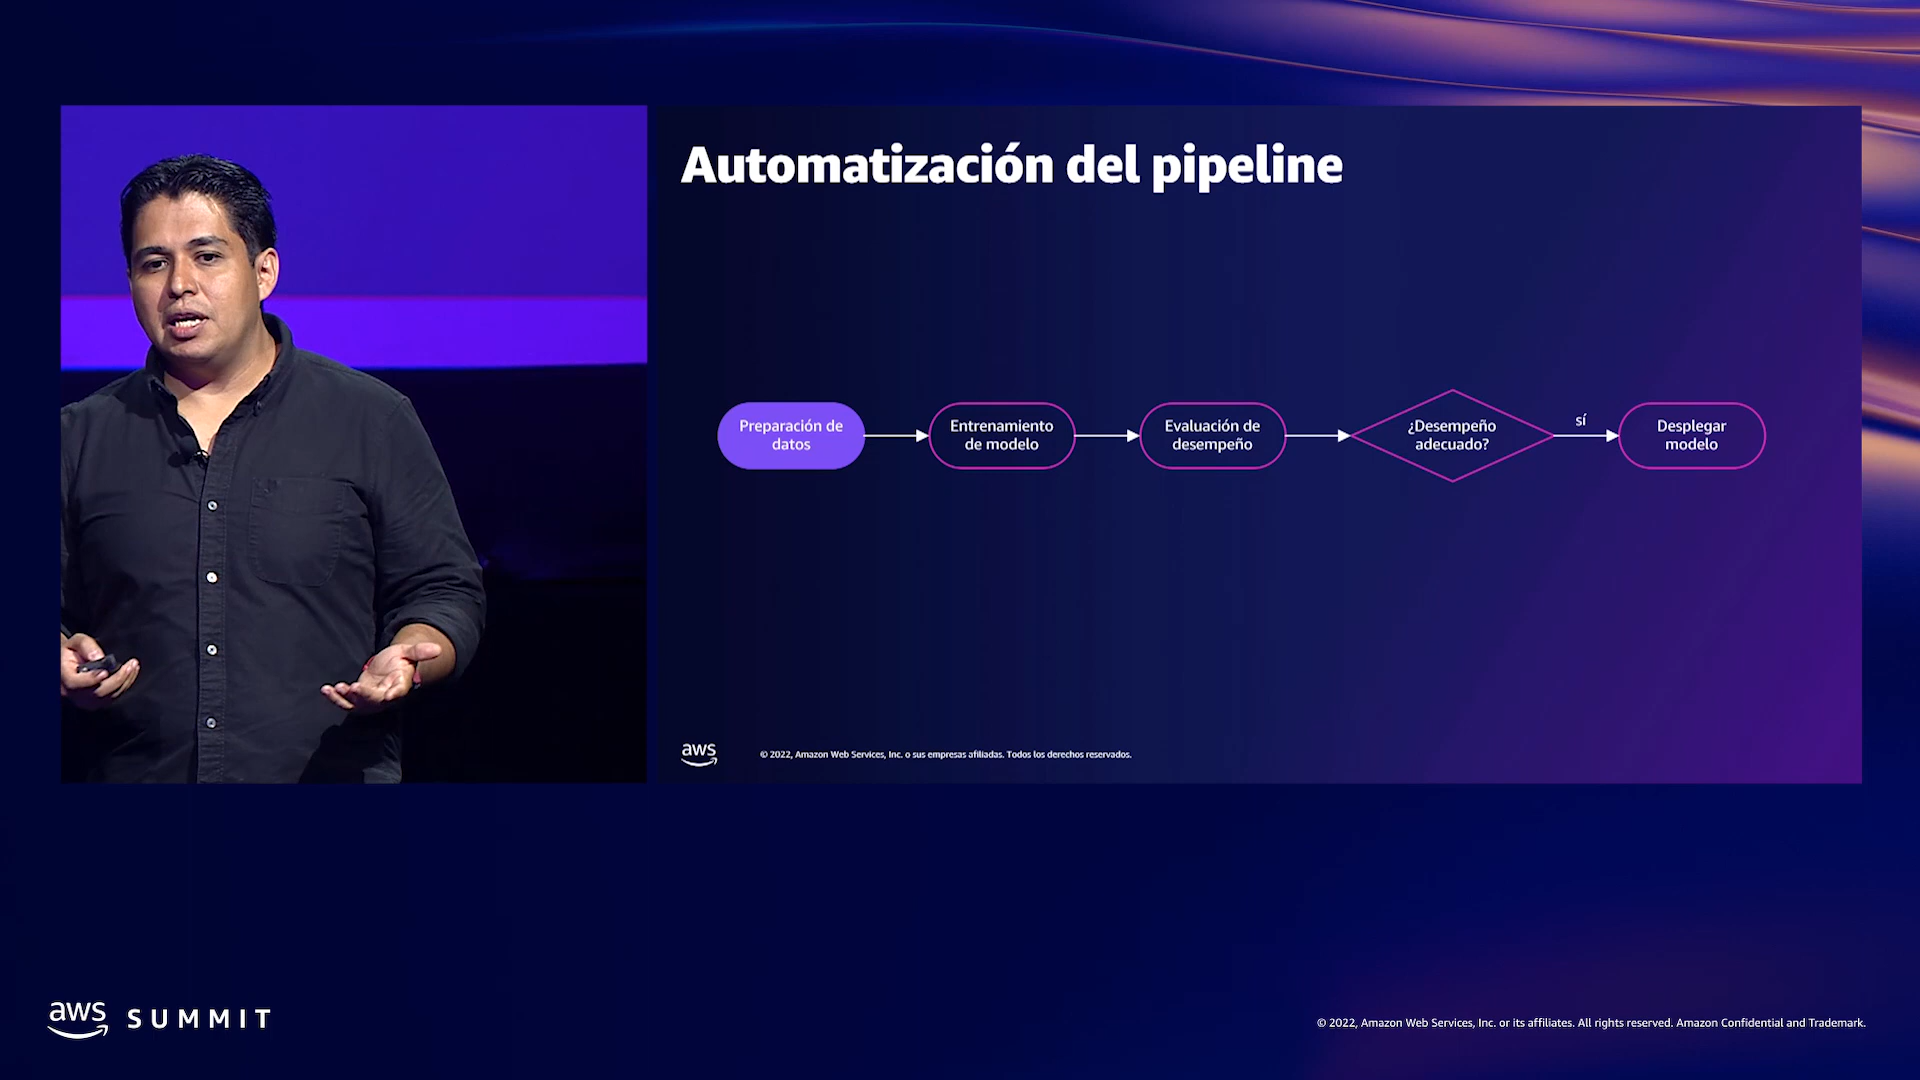 Automatización del pipeline
Preparación de
datos
Entrenamiento
de modelo
Evaluación de
desempeño
¿Desempeño
adecuado?
sí
Desplegar
modelo
aws
© 2022, Amazon Web Services, Inc. o sus empresas afiliadas. Todos los derechos reservados.
aws SUMMIT
© 2022, Amazon Web Services, Inc. or its affiliates. All rights reserved. Amazon Confidential and Trademark.